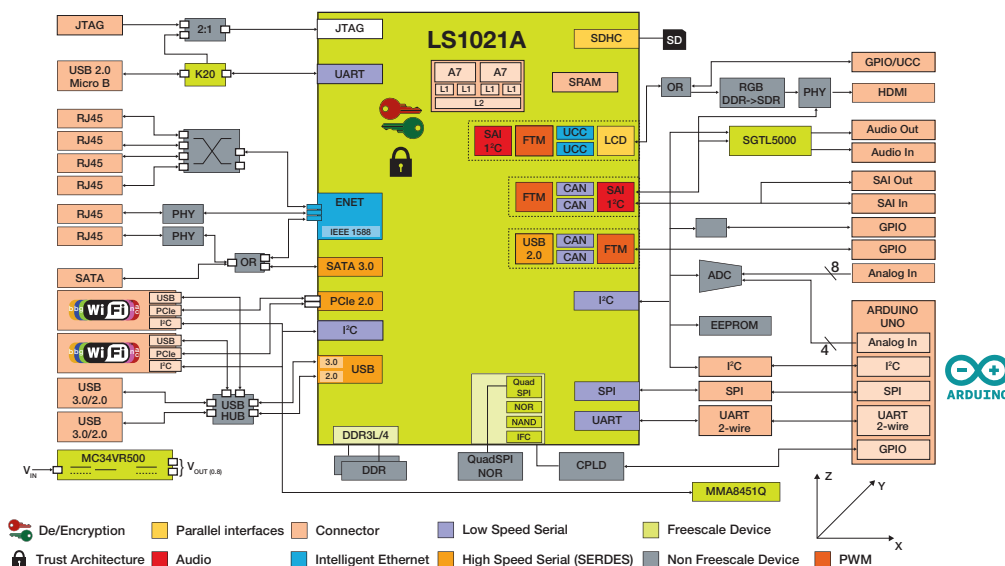 JTAG
2:1
JTAG
LS1021A
SDHC
SD
USB 2.0
Micro B
K20
UART
A7
A7
L1
L1
L1
L1
L2
SRAM
OR
RGB
DDR->SDR
PHY
GPIO/UCC
HDMI
RJ45
RJ45
RJ45
RJ45
SAI
I²C
FTM
UCC
UCC
LCD
SGTL5000
Audio Out
Audio In
FTM
CAN
CAN
SAI
I²C
SAI Out
SAI In
RJ45
PHY
ENET
IEEE 1588
RJ45
PHY
USB
2.0
CAN
CAN
FTM
GPIO
GPIO
OR
SATA
SATA 3.0
ADC
8
Analog In
WiFi
USB
PCIe
I²C
PCIe 2.0
I²C
I²C
EEPROM
ARDUINO
UNO
Analog In
4
WiFi
USB
PCIe
I²C
3.0
2.0
USB
I²C
I²C
USB
3.0/2.0
USB
3.0/2.0
USB
HUB
Quad
SPI
NOR
NAND
IFC
SPI
SPI
SPI
UART
UART
2-wire
UART
2-wire
ARDUINO
GPIO
MC34VR500
VIN
VOUT (0.8)
DDR3L/4
DDR
QuadSPI
NOR
CPLD
MMA8451Q
Z
Y
X
De/Encryption
Parallel interfaces
Connector
Low Speed Serial
Freescale Device
Trust Architecture
Audio
Intelligent Ethernet
High Speed Serial (SERDES)
Non Freescale Device
PWM